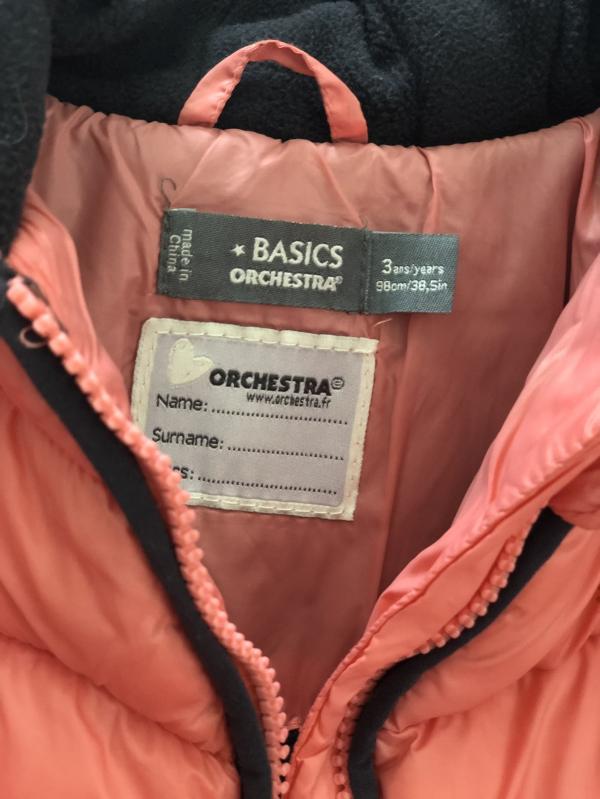 made in
China
BASICS
ORCHESTRA®
3ans/years
98cm/38,5in
ORCHESTRA©
www.orchestra.fr
Name:
Surname: